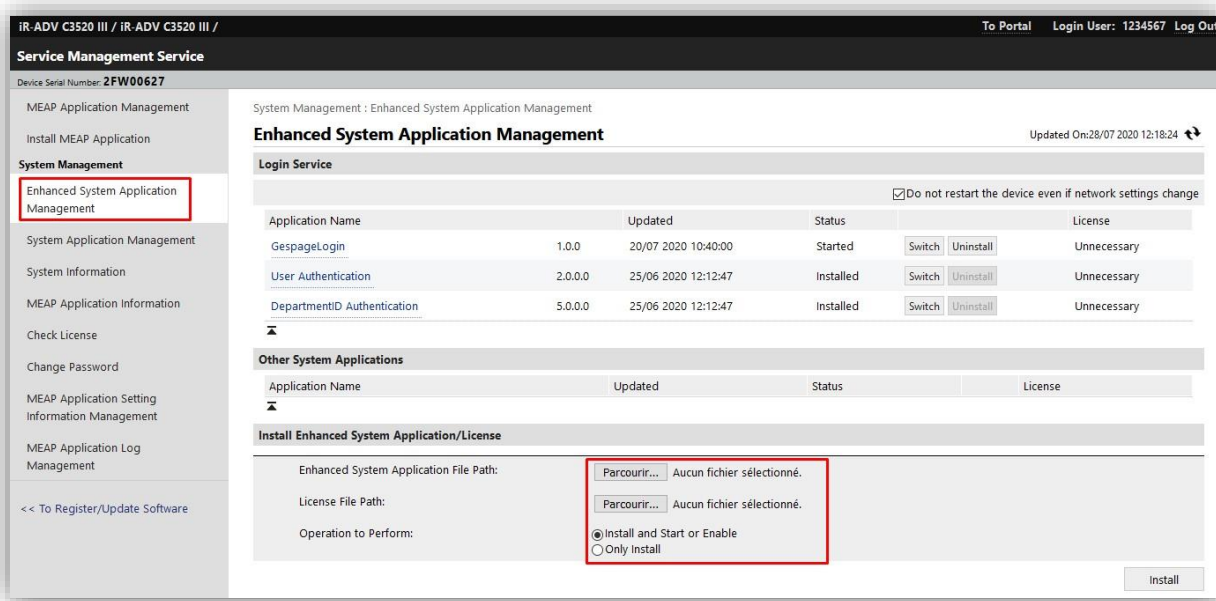 iR-ADV C3520 III / iR-ADV C3520 III /
To Portal
Login User: 1234567
Log Out
Service Management Service
Device Serial Number: 2FW00627
MEAP Application Management
Install MEAP Application
System Management
Enhanced System Application
Management
System Application Management
System Information
MEAP Application Information
Check License
Change Password
MEAP Application Setting
Information Management
MEAP Application Log
Management
<< To Register/Update Software
System Management : Enhanced System Application Management
Enhanced System Application Management
Updated On:28/07 2020 12:18:24
Login Service
Do not restart the device even if network settings change
Application Name Updated Status License
GespageLogin 1.0.0 20/07 2020 10:40:00 Started Switch Uninstall Unnecessary
User Authentication 2.0.0.0 25/06 2020 12:12:47 Installed Switch Uninstall Unnecessary
DepartmentID Authentication 5.0.0.0 25/06 2020 12:12:47 Installed Switch Uninstall Unnecessary
Other System Applications
Application Name Updated Status License
Install Enhanced System Application/License
Enhanced System Application File Path: Parcourir... Aucun fichier sélectionné.
License File Path: Parcourir... Aucun fichier sélectionné.
Operation to Perform: Install and Start or Enable
Only Install
Install